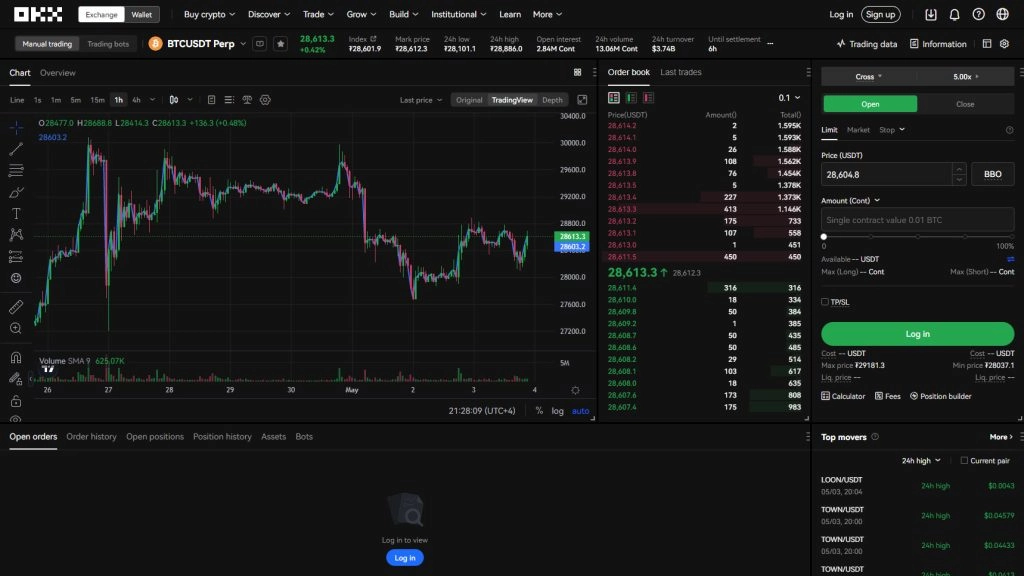 OKX Exchange Wallet Buy crypto Discover Trade Grow Build Institutional Learn More Log in Sign up
Manual trading Trading bots BTCUSDT Perp 28,613.3 +0.42% Index ₮28,601.9 Mark price ₮28,612.3 24h low ₮28,101.1 24h high ₮28,886.0 Open interest 2.84M Cont 24h volume 13.06M Cont 24h turnover $3.74B Until settlement 6h ... Trading data Information
Chart Overview
Line 1s 1m 5m 15m 1h 4h Last price Original TradingView Depth
O28477.0 H28688.8 L28414.3 C28613.3 +136.3 (+0.48%)
28603.2
30400.0
30000.0
29600.0
29200.0
28800.0
28613.3
28603.2
28000.0
27600.0
27200.0
Volume SMA 9 625.07K
5M
26 27 28 29 30 May 2 3 4
21:28:09 (UTC+4) % log auto
Order book Last trades
0.1
Price(USDT) Amount() Total()
28,614.2 2 1.595K
28,614.1 5 1.593K
28,614.0 26 1.588K
28,613.9 108 1.562K
28,613.8 76 1.454K
28,613.5 5 1.378K
28,613.4 227 1.373K
28,613.3 413 1.146K
28,613.2 175 733
28,613.1 107 558
28,613.0 1 451
28,611.5 450 450
28,613.3 ↑ 28,612.3
28,611.4 316 316
28,610.0 18 334
28,609.8 50 384
28,609.2 1 385
28,608.7 50 435
28,608.6 50 485
28,608.2 29 514
28,608.1 103 617
28,608.0 18 635
28,607.6 173 808
28,607.4 175 983
Cross 5.00x
Open Close
Limit Market Stop
Price (USDT)
28,604.8 BBO
Amount (Cont)
Single contract value 0.01 BTC
0 100%
Available -- USDT
Max (Long) -- Cont Max (Short) -- Cont
TP/SL
Log in
Cost -- USDT Cost -- USDT
Max price ₮29181.3 Min price ₮28037.1
Liq. price -- Liq. price --
Calculator Fees Position builder
Open orders Order history Open positions Position history Assets Bots
Log in to view
Log in
Top movers More
24h high Current pair
LOON/USDT 24h high $0.0043
05/03, 20:04
TOWN/USDT 24h high $0.04579
05/03, 20:00
TOWN/USDT 24h high $0.04433
05/03, 20:00
TOWN/USDT 24h high